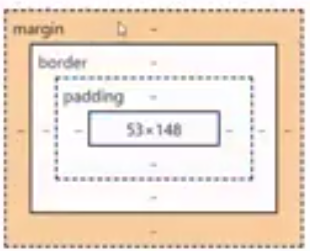 margin -
border -
padding -
- - - 53×148 - - -
-
-
-